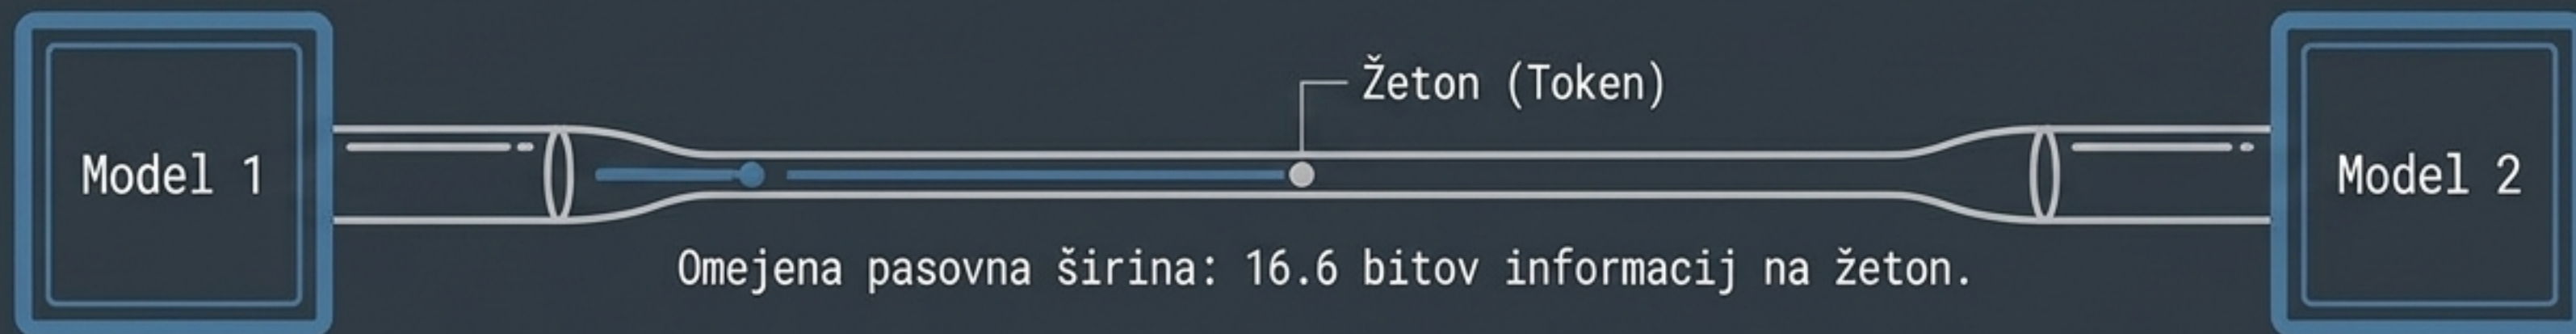 Žeton (Token)
Model 1
Model 2
Omejena pasovna širina: 16.6 bitov informacij na žeton.